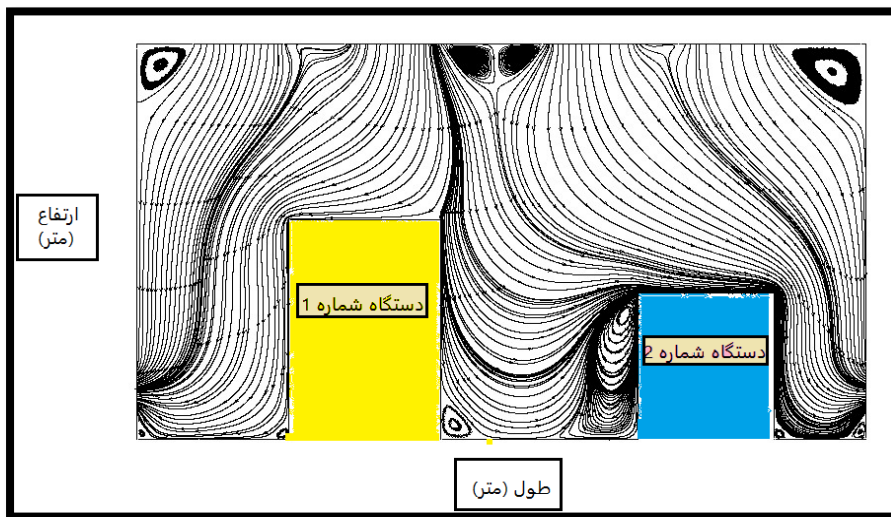 ارتفاع
(متر)
دستگاه شماره 1
دستگاه شماره 2
طول (متر)